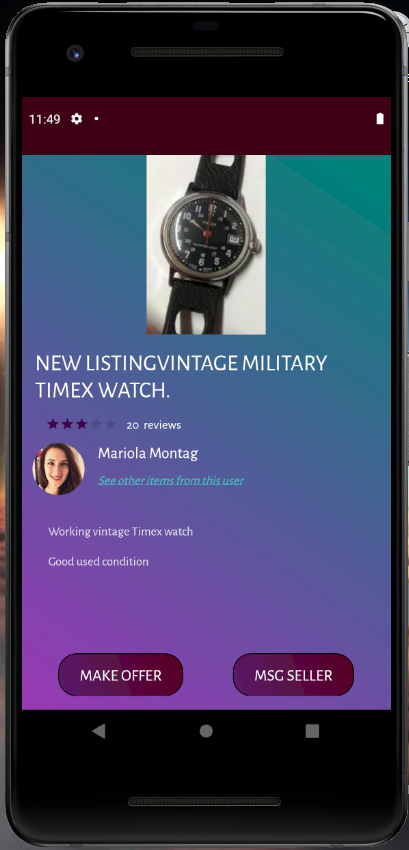 11:49
TIMEX
NEW LISTINGVINTAGE MILITARY
TIMEX WATCH.
20 reviews
Mariola Montag
See other items from this user
Working vintage Timex watch
Good used condition
MAKE OFFER
MSG SELLER